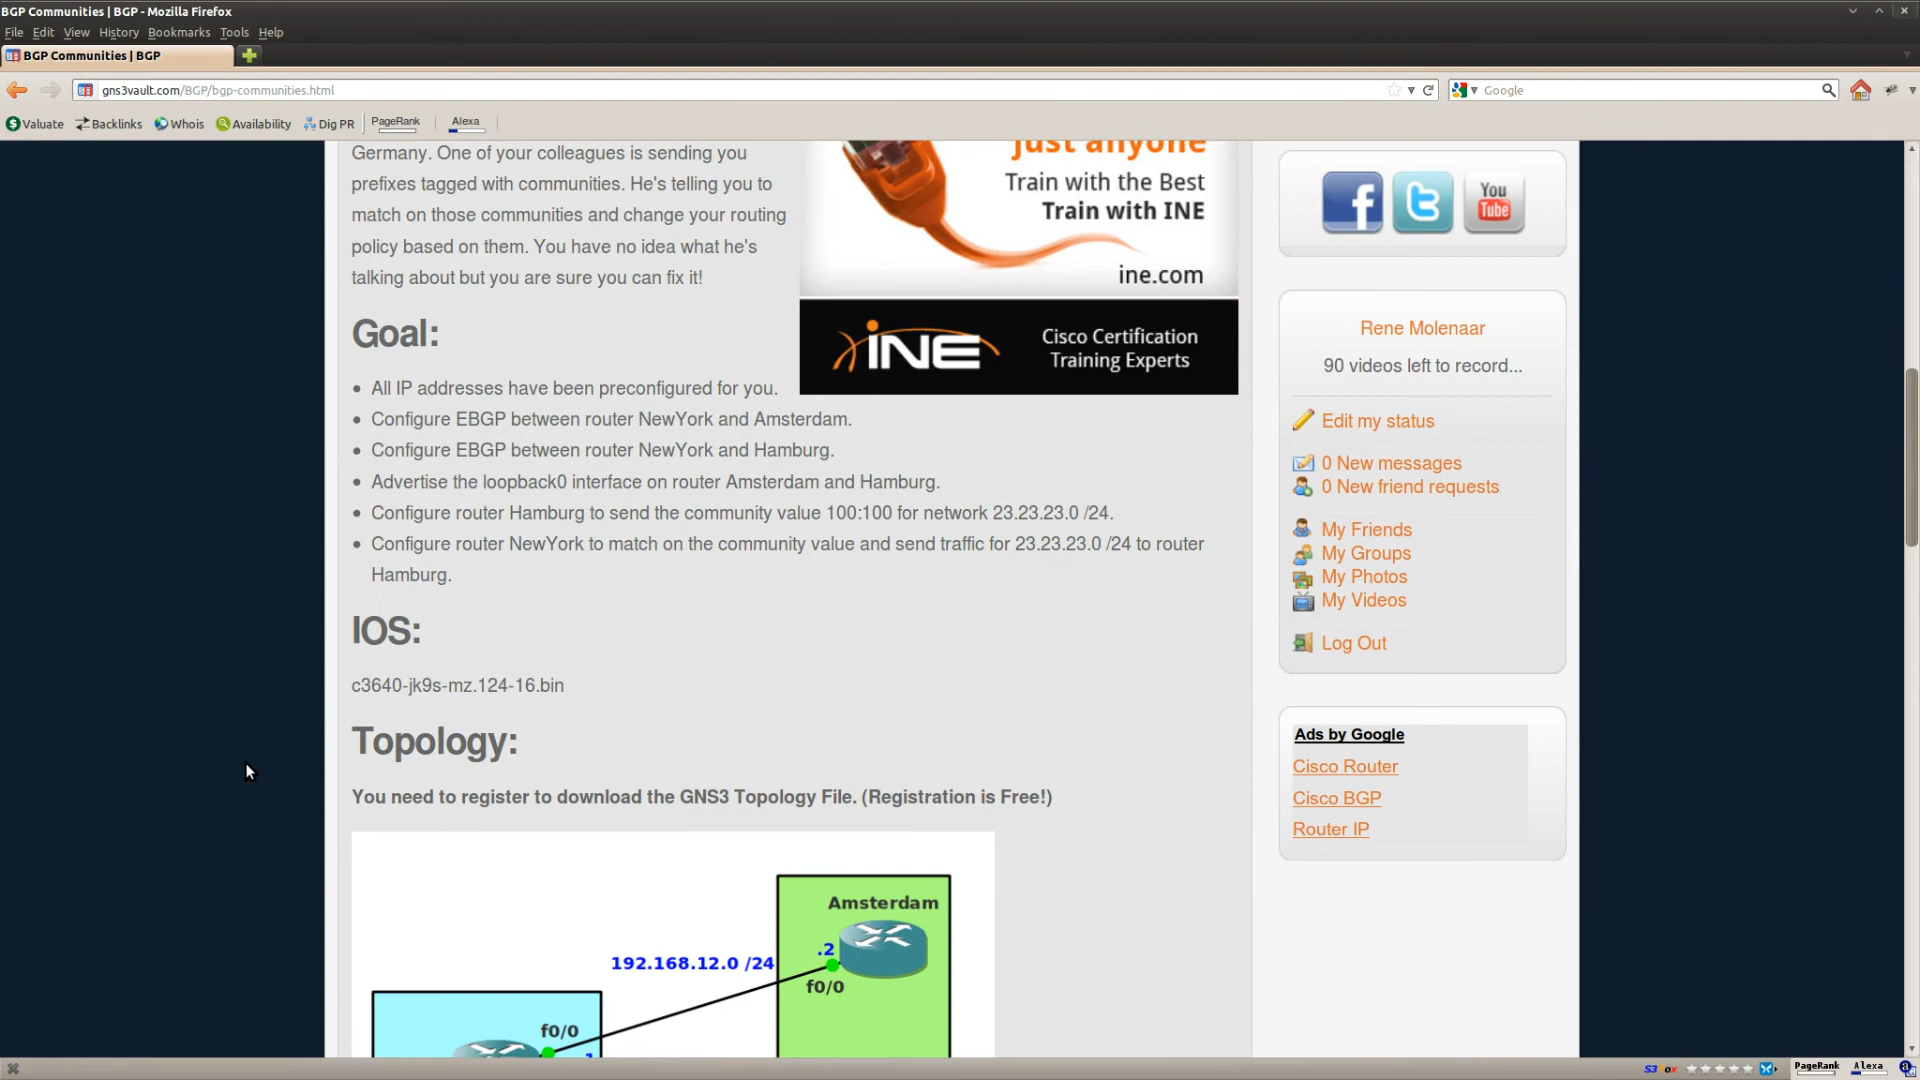 BGP Communities | BGP - Mozilla Firefox
File Edit View History Bookmarks Tools Help
BGP Communities | BGP
gns3vault.com/BGP/bgp-communities.html
Google
Valuate Backlinks Whois Availability Dig PR PageRank Alexa
Germany. One of your colleagues is sending you
prefixes tagged with communities. He's telling you to
match on those communities and change your routing
policy based on them. You have no idea what he's
talking about but you are sure you can fix it!
just anyone
Train with the Best
Train with INE
ine.com
INE
Cisco Certification
Training Experts
Goal:
• All IP addresses have been preconfigured for you.
• Configure EBGP between router NewYork and Amsterdam.
• Configure EBGP between router NewYork and Hamburg.
• Advertise the loopback0 interface on router Amsterdam and Hamburg.
• Configure router Hamburg to send the community value 100:100 for network 23.23.23.0 /24.
• Configure router NewYork to match on the community value and send traffic for 23.23.23.0 /24 to router
Hamburg.
IOS:
c3640-jk9s-mz.124-16.bin
Topology:
You need to register to download the GNS3 Topology File. (Registration is Free!)
Amsterdam
.2
192.168.12.0 /24
f0/0
f0/0
You
Tube
Rene Molenaar
90 videos left to record...
Edit my status
0 New messages
0 New friend requests
My Friends
My Groups
My Photos
My Videos
Log Out
Ads by Google
Cisco Router
Cisco BGP
Router IP
S3 PageRank Alexa